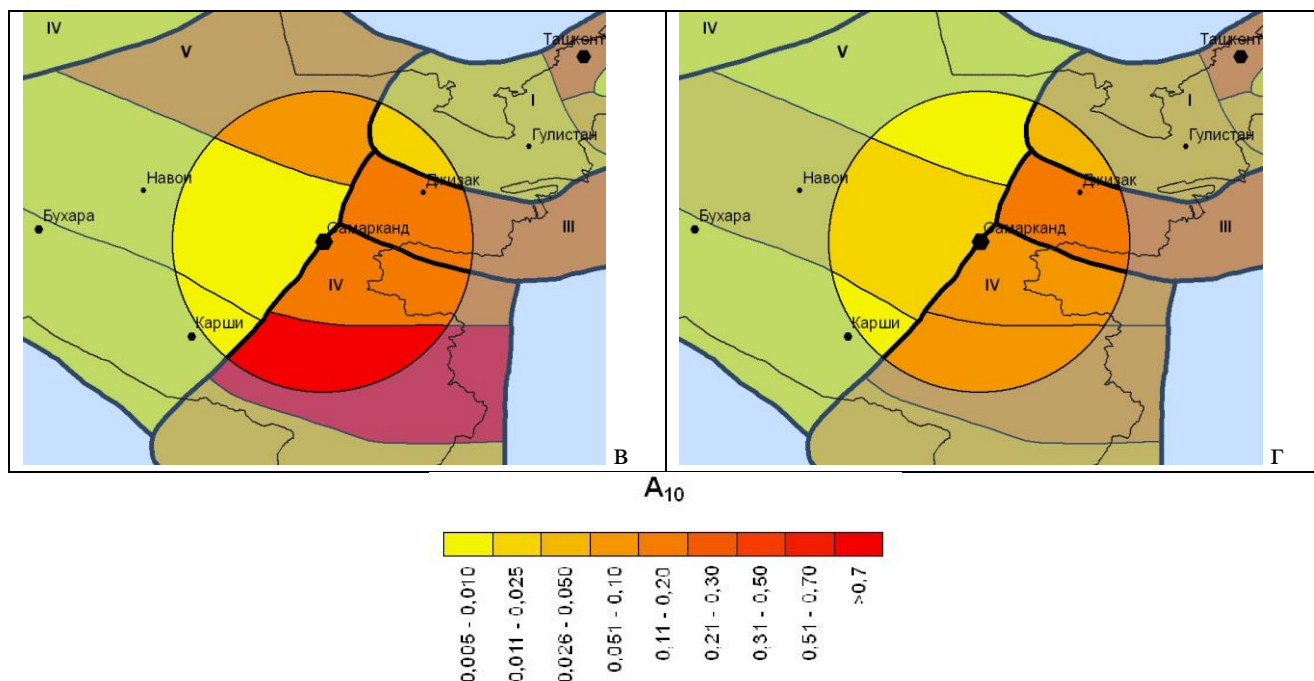 IV
V
Ташкент
I
Гулистан
Навои
Джизак
Бухара
Самарканд
III
IV
Карши
в
IV
V
Ташкент
I
Гулистан
Навои
Джизак
Бухара
Самарканд
III
IV
Карши
г
A10
0,005 - 0,010
0,011 - 0,025
0,026 - 0,050
0,051 - 0,10
0,11 - 0,20
0,21 - 0,30
0,31 - 0,50
0,51 - 0,70
>0,7